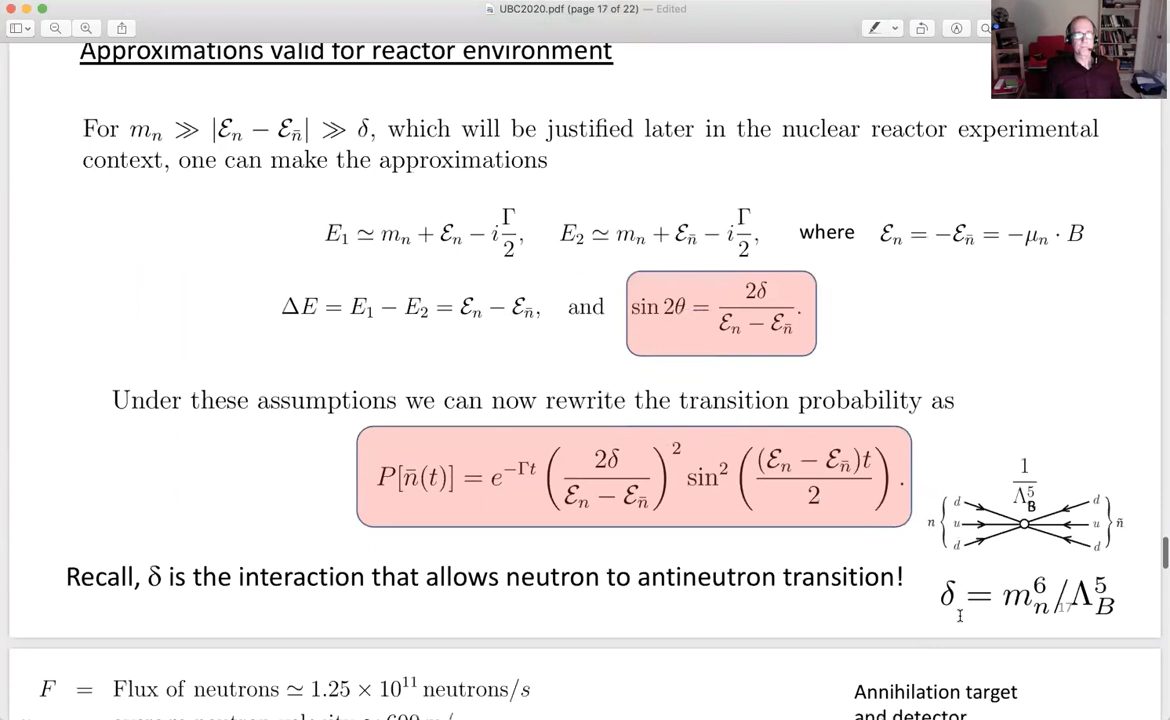 UBC2020.pdf (page 17 of 22) — Edited
Approximations valid for reactor environment
For mₙ ≫ |ℰₙ − ℰₙ̄| ≫ δ, which will be justified later in the nuclear reactor experimental
context, one can make the approximations
E₁ ≃ mₙ + ℰₙ − i Γ/2, E₂ ≃ mₙ + ℰₙ̄ − i Γ/2, where ℰₙ = −ℰₙ̄ = −μₙ · B
ΔE = E₁ − E₂ = ℰₙ − ℰₙ̄, and sin 2θ = 2δ/(ℰₙ − ℰₙ̄).
Under these assumptions we can now rewrite the transition probability as
P[n̄(t)] = e^{−Γt} (2δ/(ℰₙ − ℰₙ̄))² sin² ((ℰₙ − ℰₙ̄)t/2).
1/Λ_B⁵
d d
n u u n̄
d d
Recall, δ is the interaction that allows neutron to antineutron transition!
δ = mₙ⁶/Λ_B⁵
17
F = Flux of neutrons ≃ 1.25 × 10¹¹ neutrons/s
Annihilation target
and detector